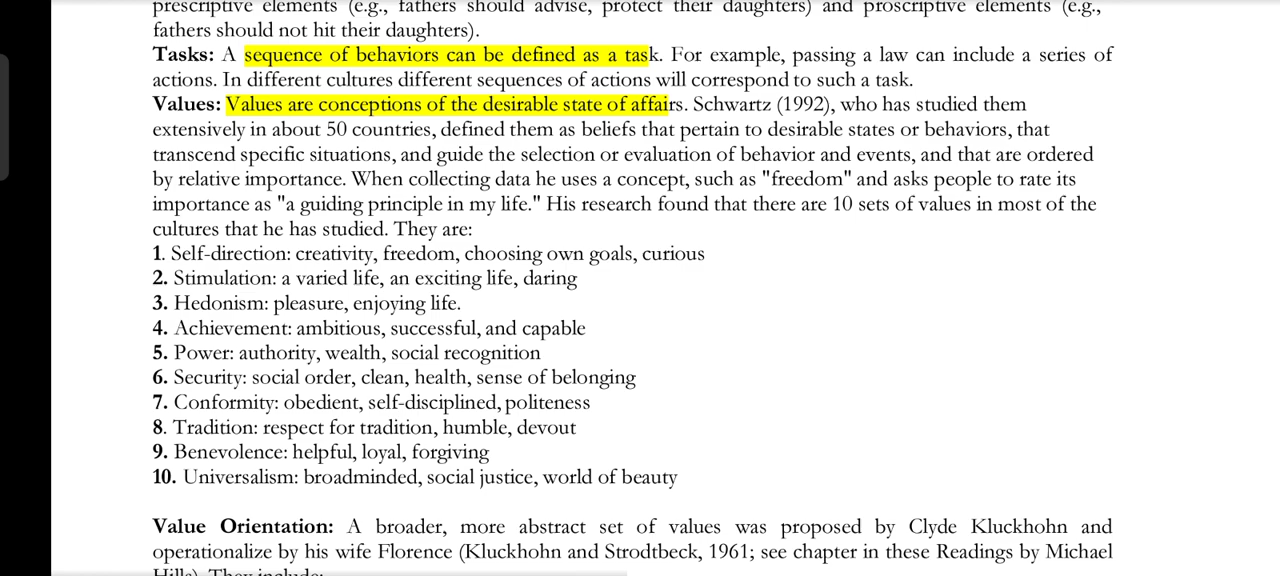 prescriptive elements (e.g., fathers should advise, protect their daughters) and proscriptive elements (e.g.,
fathers should not hit their daughters).
Tasks: A sequence of behaviors can be defined as a task. For example, passing a law can include a series of
actions. In different cultures different sequences of actions will correspond to such a task.
Values: Values are conceptions of the desirable state of affairs. Schwartz (1992), who has studied them
extensively in about 50 countries, defined them as beliefs that pertain to desirable states or behaviors, that
transcend specific situations, and guide the selection or evaluation of behavior and events, and that are ordered
by relative importance. When collecting data he uses a concept, such as "freedom" and asks people to rate its
importance as "a guiding principle in my life." His research found that there are 10 sets of values in most of the
cultures that he has studied. They are:
1. Self-direction: creativity, freedom, choosing own goals, curious
2. Stimulation: a varied life, an exciting life, daring
3. Hedonism: pleasure, enjoying life.
4. Achievement: ambitious, successful, and capable
5. Power: authority, wealth, social recognition
6. Security: social order, clean, health, sense of belonging
7. Conformity: obedient, self-disciplined, politeness
8. Tradition: respect for tradition, humble, devout
9. Benevolence: helpful, loyal, forgiving
10. Universalism: broadminded, social justice, world of beauty
Value Orientation: A broader, more abstract set of values was proposed by Clyde Kluckhohn and
operationalize by his wife Florence (Kluckhohn and Strodtbeck, 1961; see chapter in these Readings by Michael
They include: